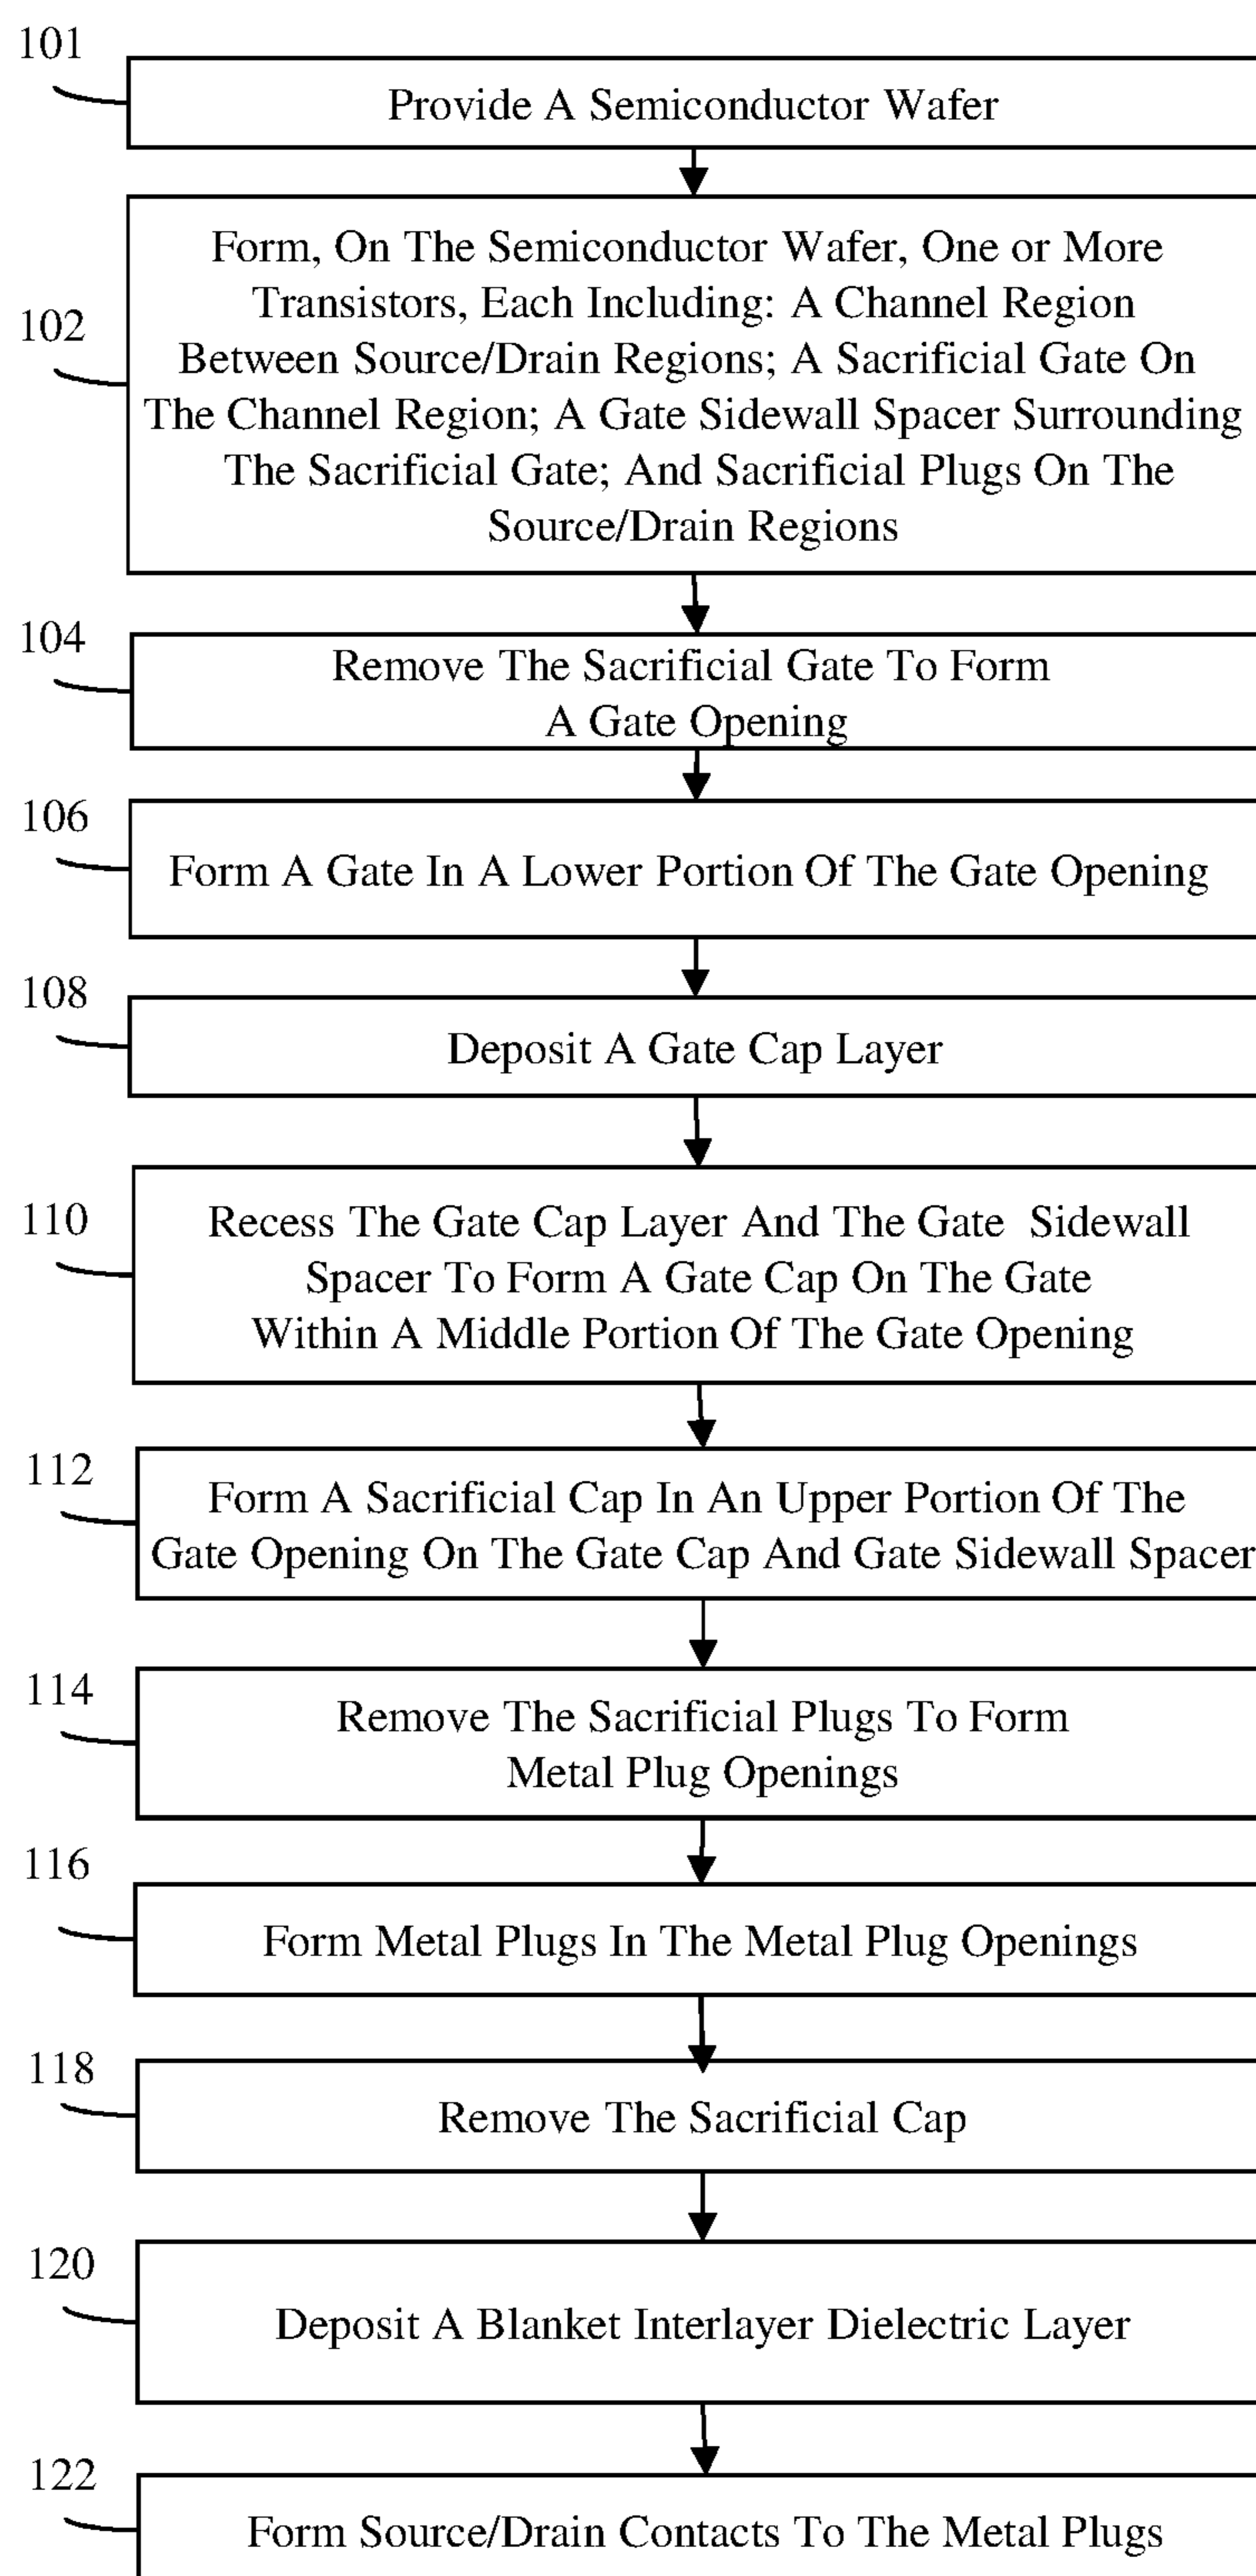 101
Provide A Semiconductor Wafer
102
Form, On The Semiconductor Wafer, One or More
Transistors, Each Including: A Channel Region
Between Source/Drain Regions; A Sacrificial Gate On
The Channel Region; A Gate Sidewall Spacer Surrounding
The Sacrificial Gate; And Sacrificial Plugs On The
Source/Drain Regions
104
Remove The Sacrificial Gate To Form
A Gate Opening
106
Form A Gate In A Lower Portion Of The Gate Opening
108
Deposit A Gate Cap Layer
110
Recess The Gate Cap Layer And The Gate Sidewall
Spacer To Form A Gate Cap On The Gate
Within A Middle Portion Of The Gate Opening
112
Form A Sacrificial Cap In An Upper Portion Of The
Gate Opening On The Gate Cap And Gate Sidewall Spacer
114
Remove The Sacrificial Plugs To Form
Metal Plug Openings
116
Form Metal Plugs In The Metal Plug Openings
118
Remove The Sacrificial Cap
120
Deposit A Blanket Interlayer Dielectric Layer
122
Form Source/Drain Contacts To The Metal Plugs